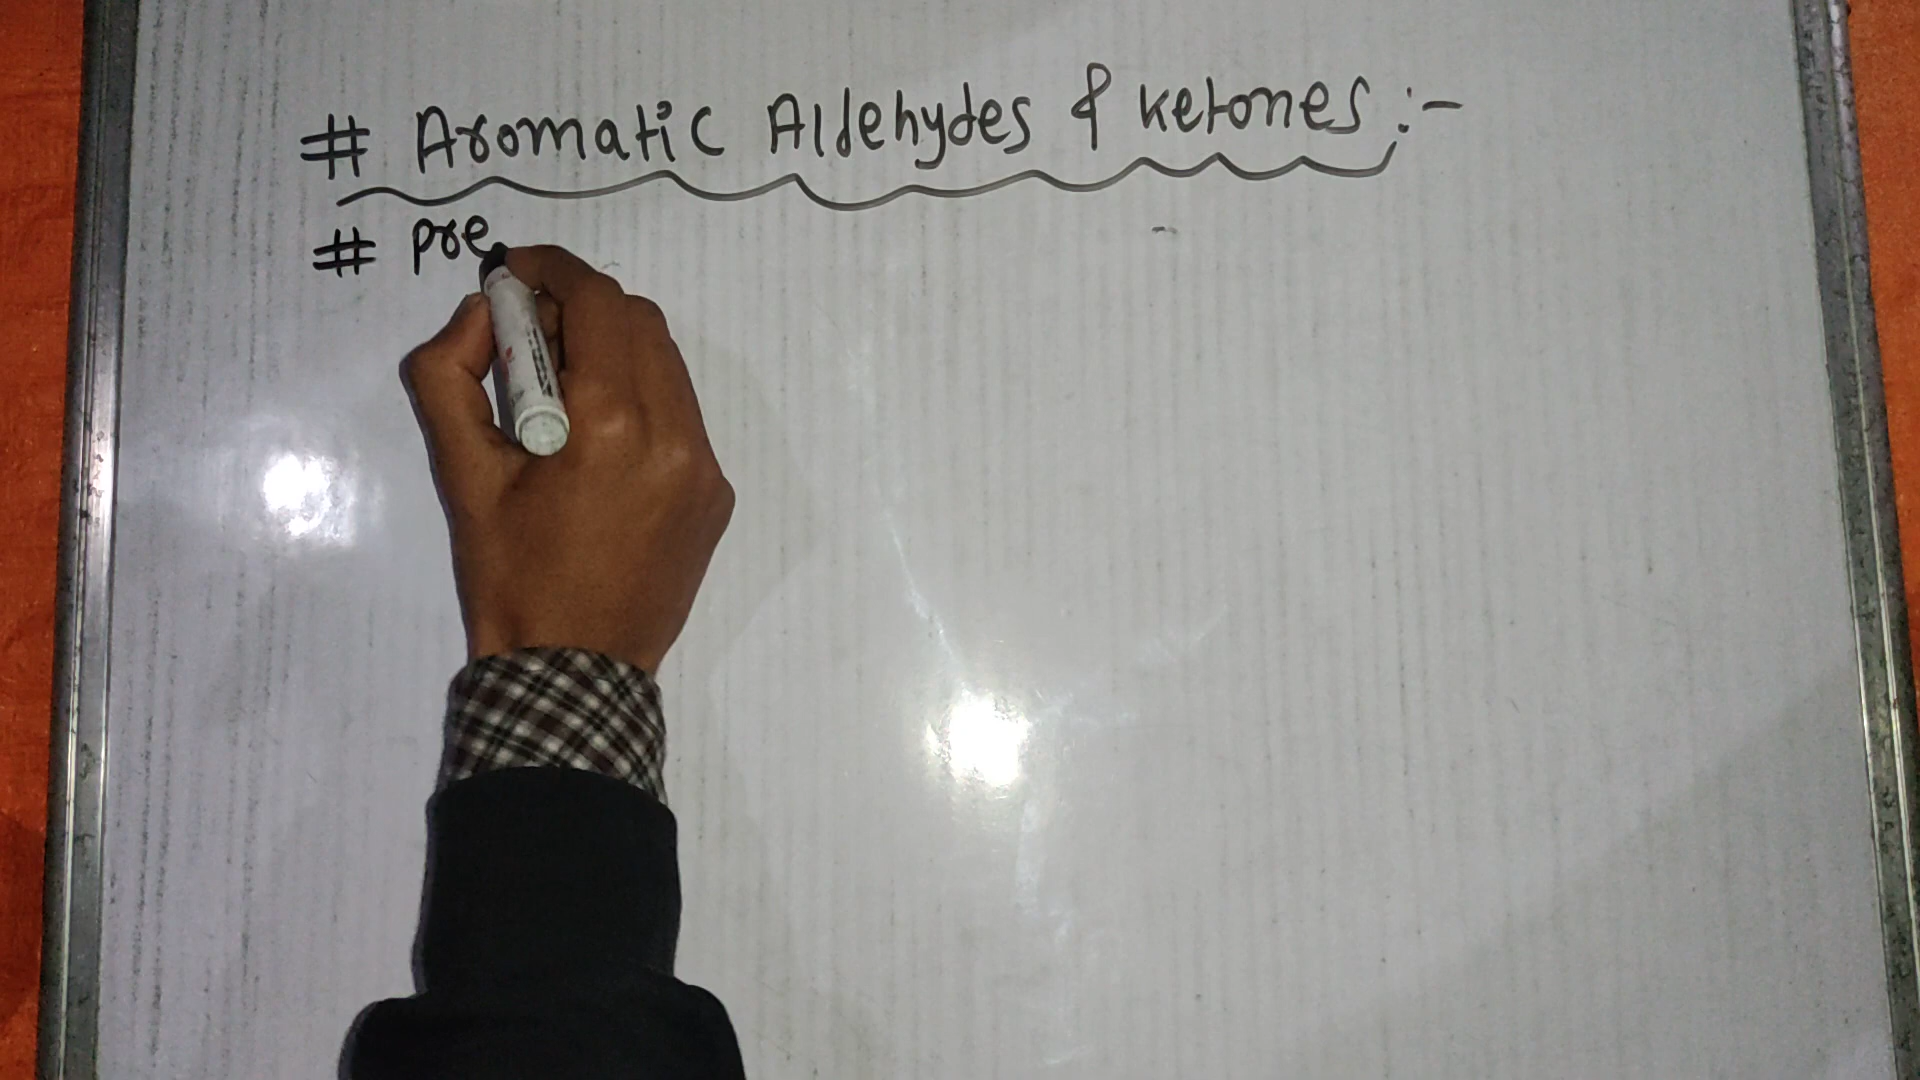 # Aromatic Aldehydes & ketones :-
# pre